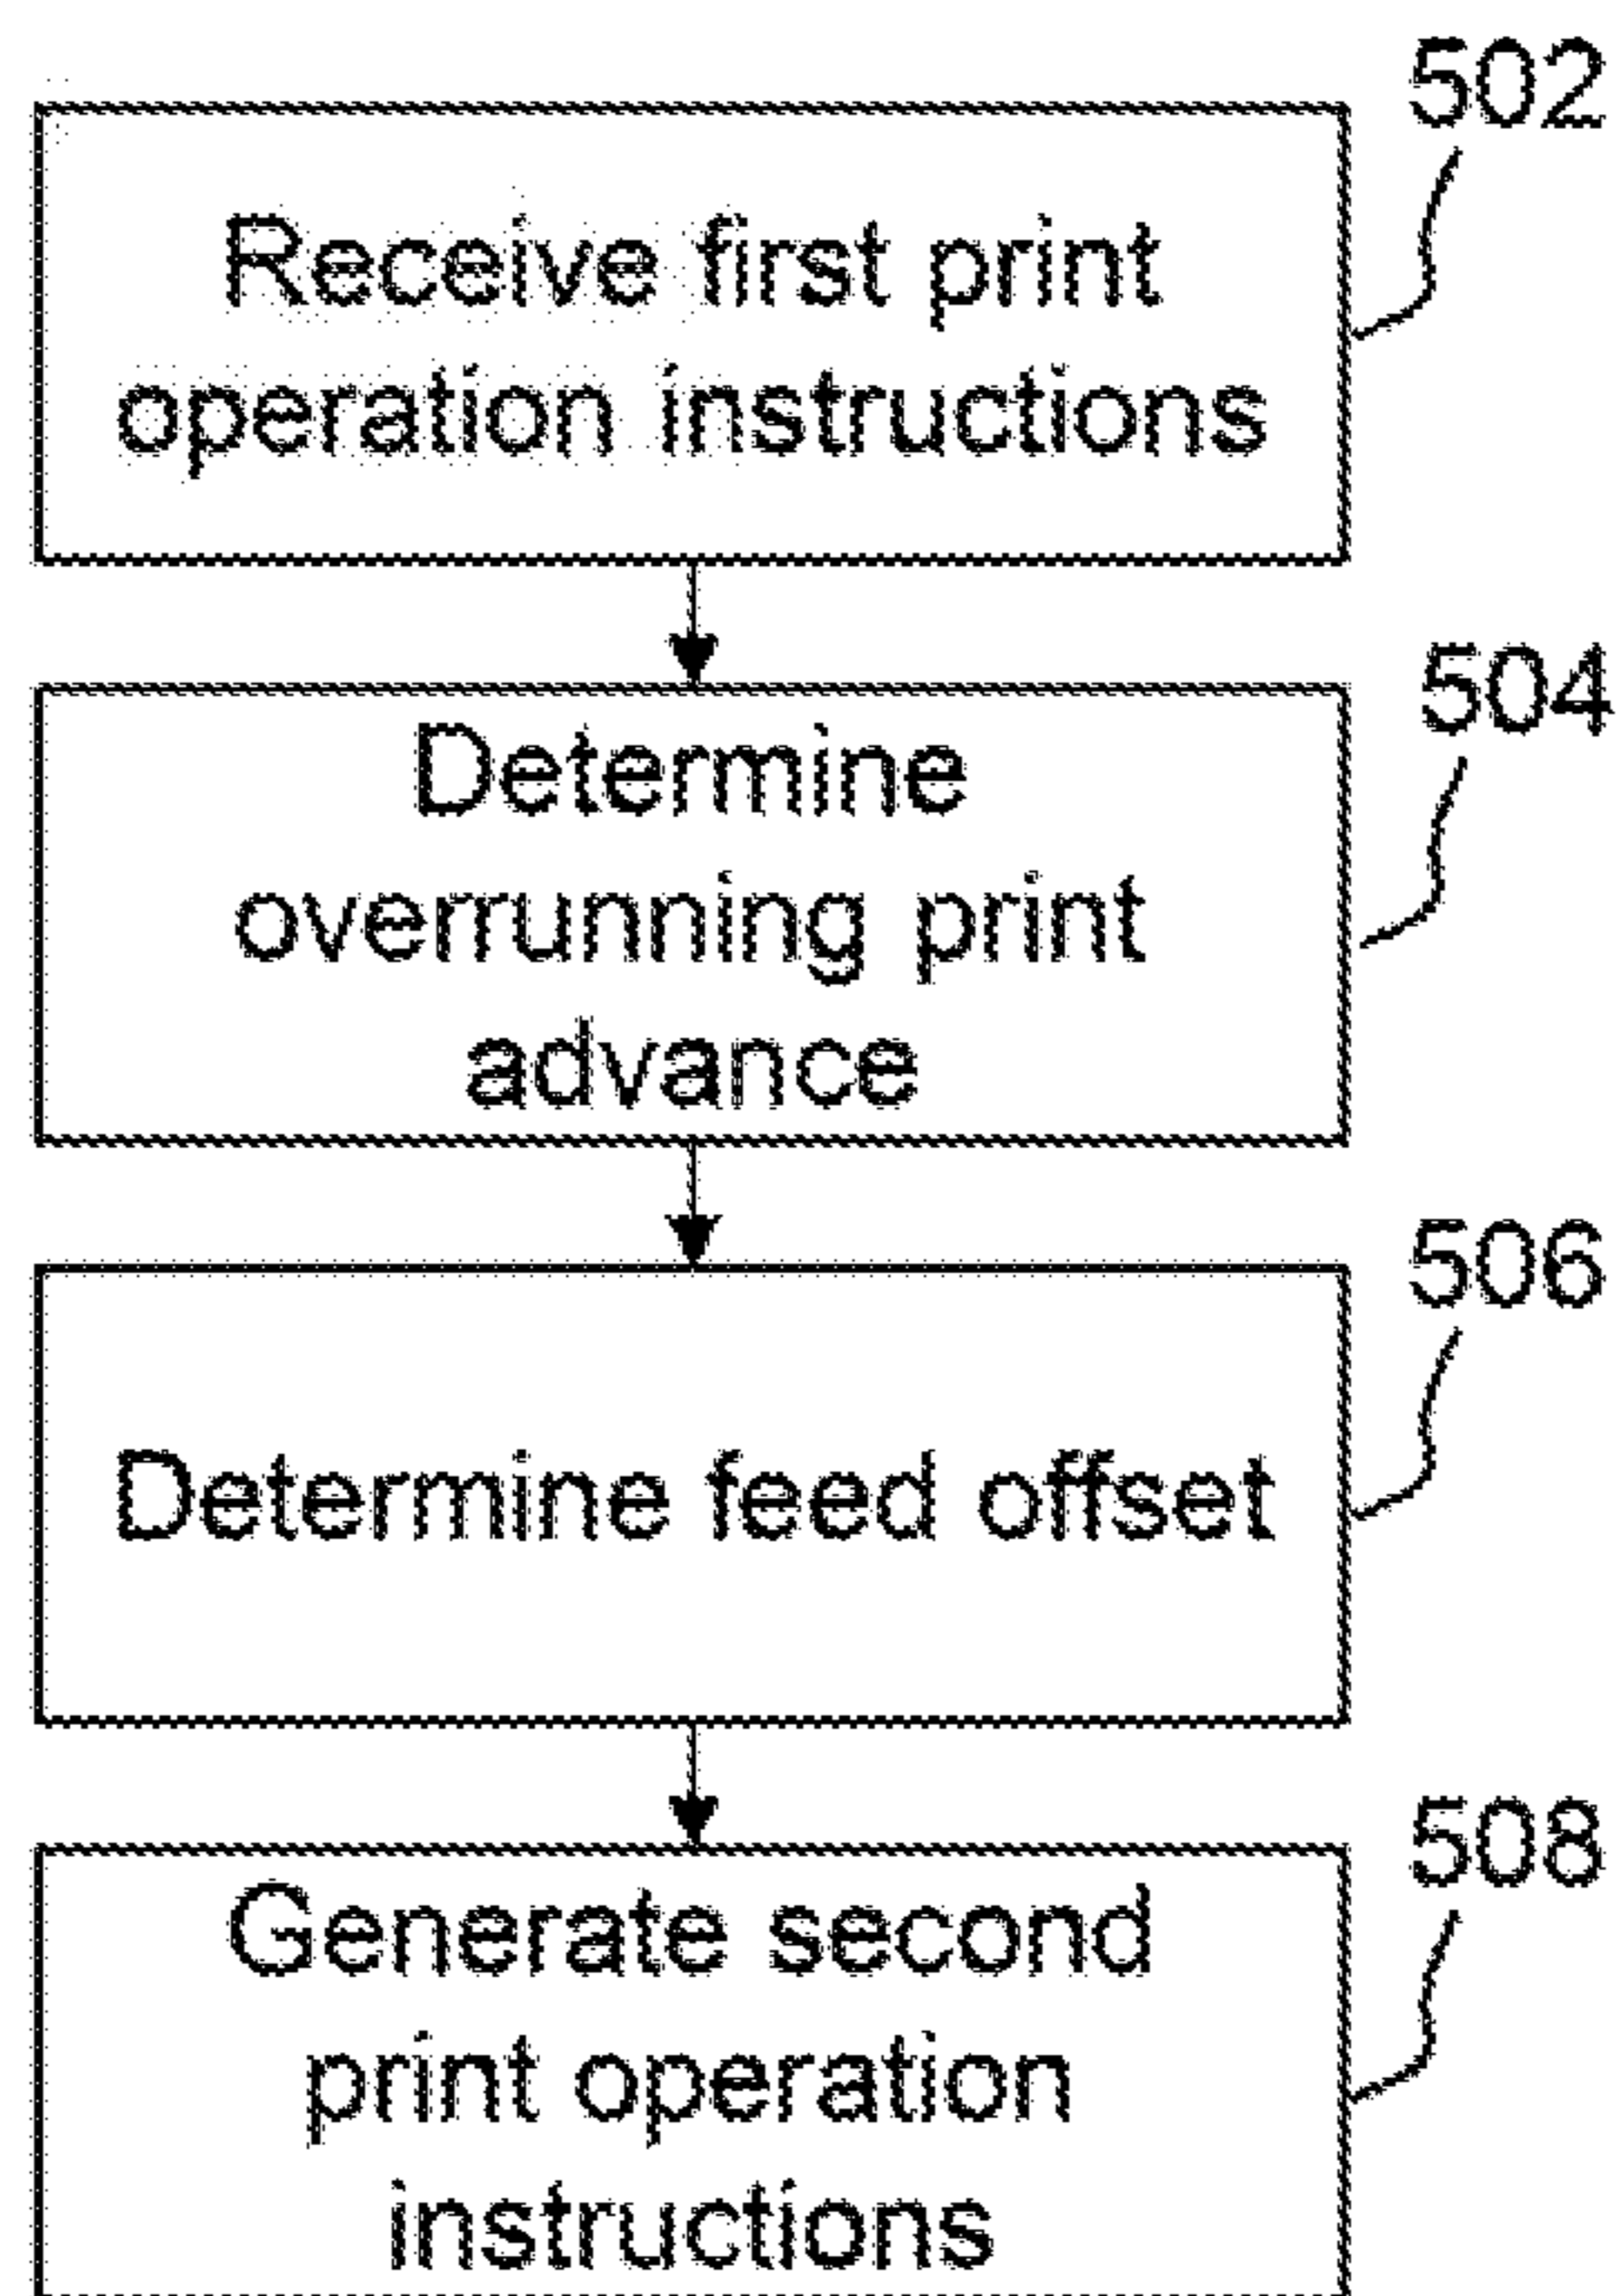 502
Receive first print
operation instructions
504
Determine
overrunning print
advance
506
Determine feed offset
508
Generate second
print operation
instructions